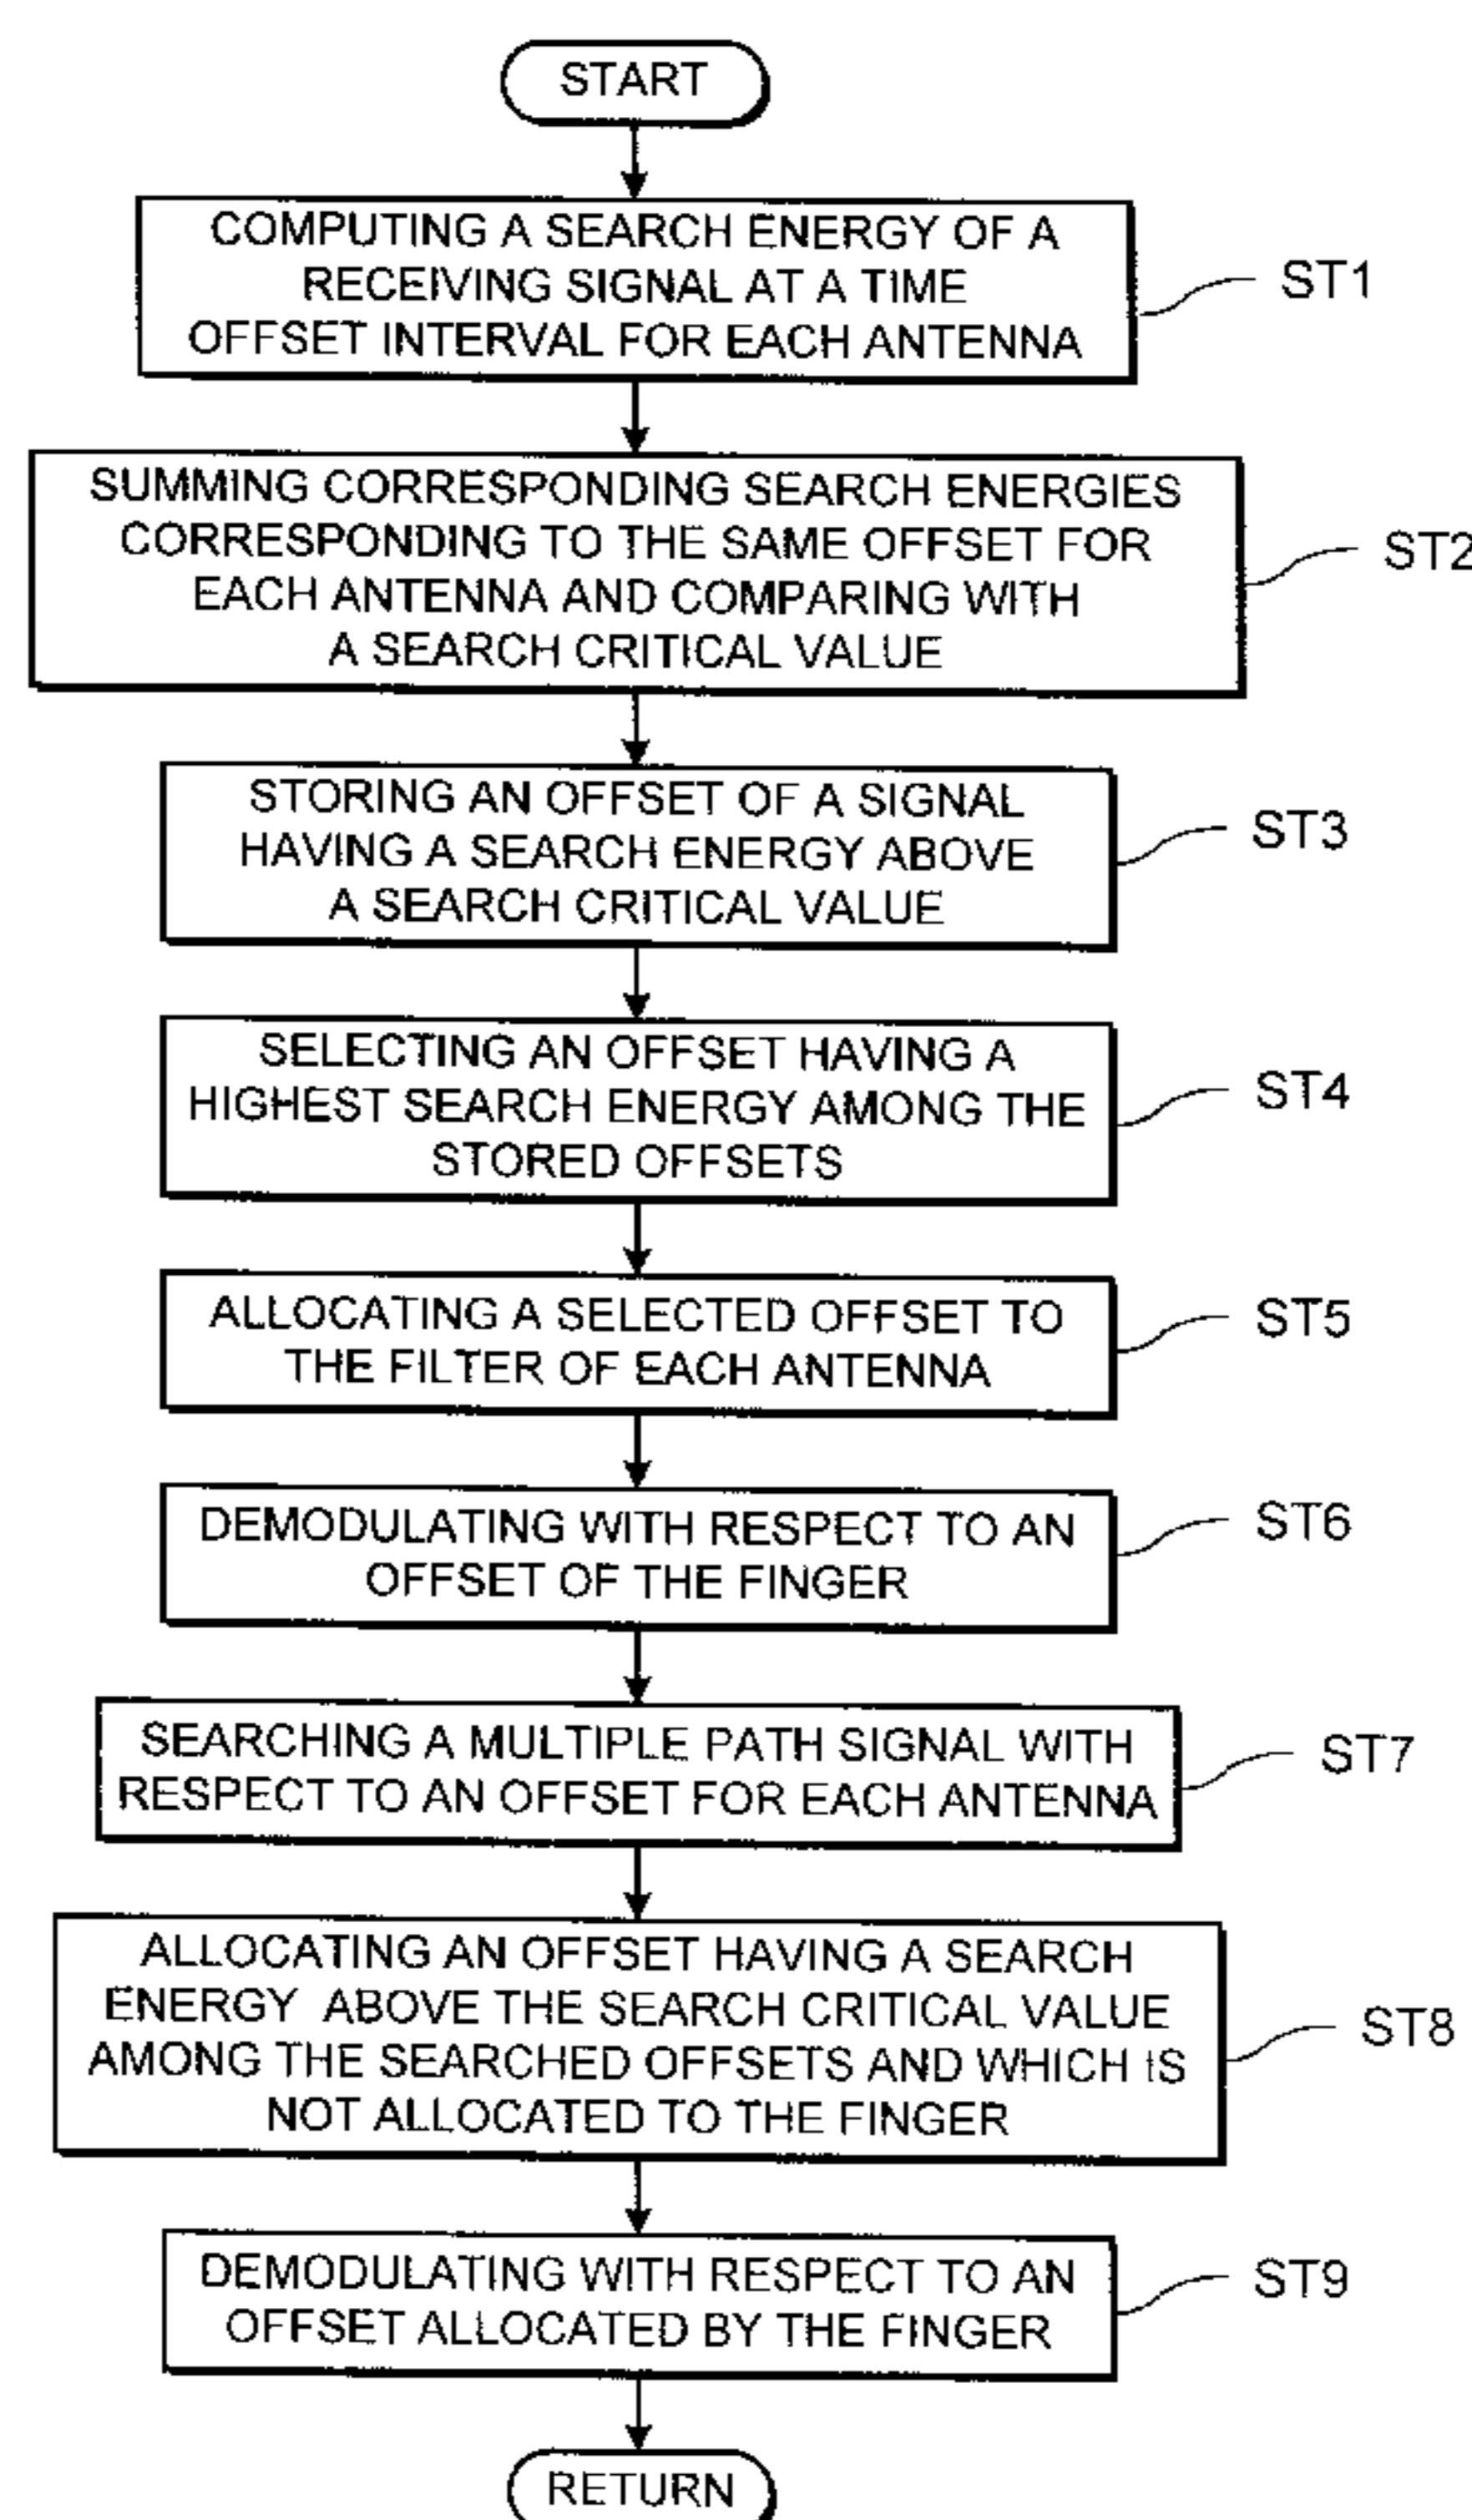 START
COMPUTING A SEARCH ENERGY OF A
RECEIVING SIGNAL AT A TIME
OFFSET INTERVAL FOR EACH ANTENNA
ST1
SUMMING CORRESPONDING SEARCH ENERGIES
CORRESPONDING TO THE SAME OFFSET FOR
EACH ANTENNA AND COMPARING WITH
A SEARCH CRITICAL VALUE
ST2
STORING AN OFFSET OF A SIGNAL
HAVING A SEARCH ENERGY ABOVE
A SEARCH CRITICAL VALUE
ST3
SELECTING AN OFFSET HAVING A
HIGHEST SEARCH ENERGY AMONG THE
STORED OFFSETS
ST4
ALLOCATING A SELECTED OFFSET TO
THE FILTER OF EACH ANTENNA
ST5
DEMODULATING WITH RESPECT TO AN
OFFSET OF THE FINGER
ST6
SEARCHING A MULTIPLE PATH SIGNAL WITH
RESPECT TO AN OFFSET FOR EACH ANTENNA
ST7
ALLOCATING AN OFFSET HAVING A SEARCH
ENERGY ABOVE THE SEARCH CRITICAL VALUE
AMONG THE SEARCHED OFFSETS AND WHICH IS
NOT ALLOCATED TO THE FINGER
ST8
DEMODULATING WITH RESPECT TO AN
OFFSET ALLOCATED BY THE FINGER
ST9
RETURN